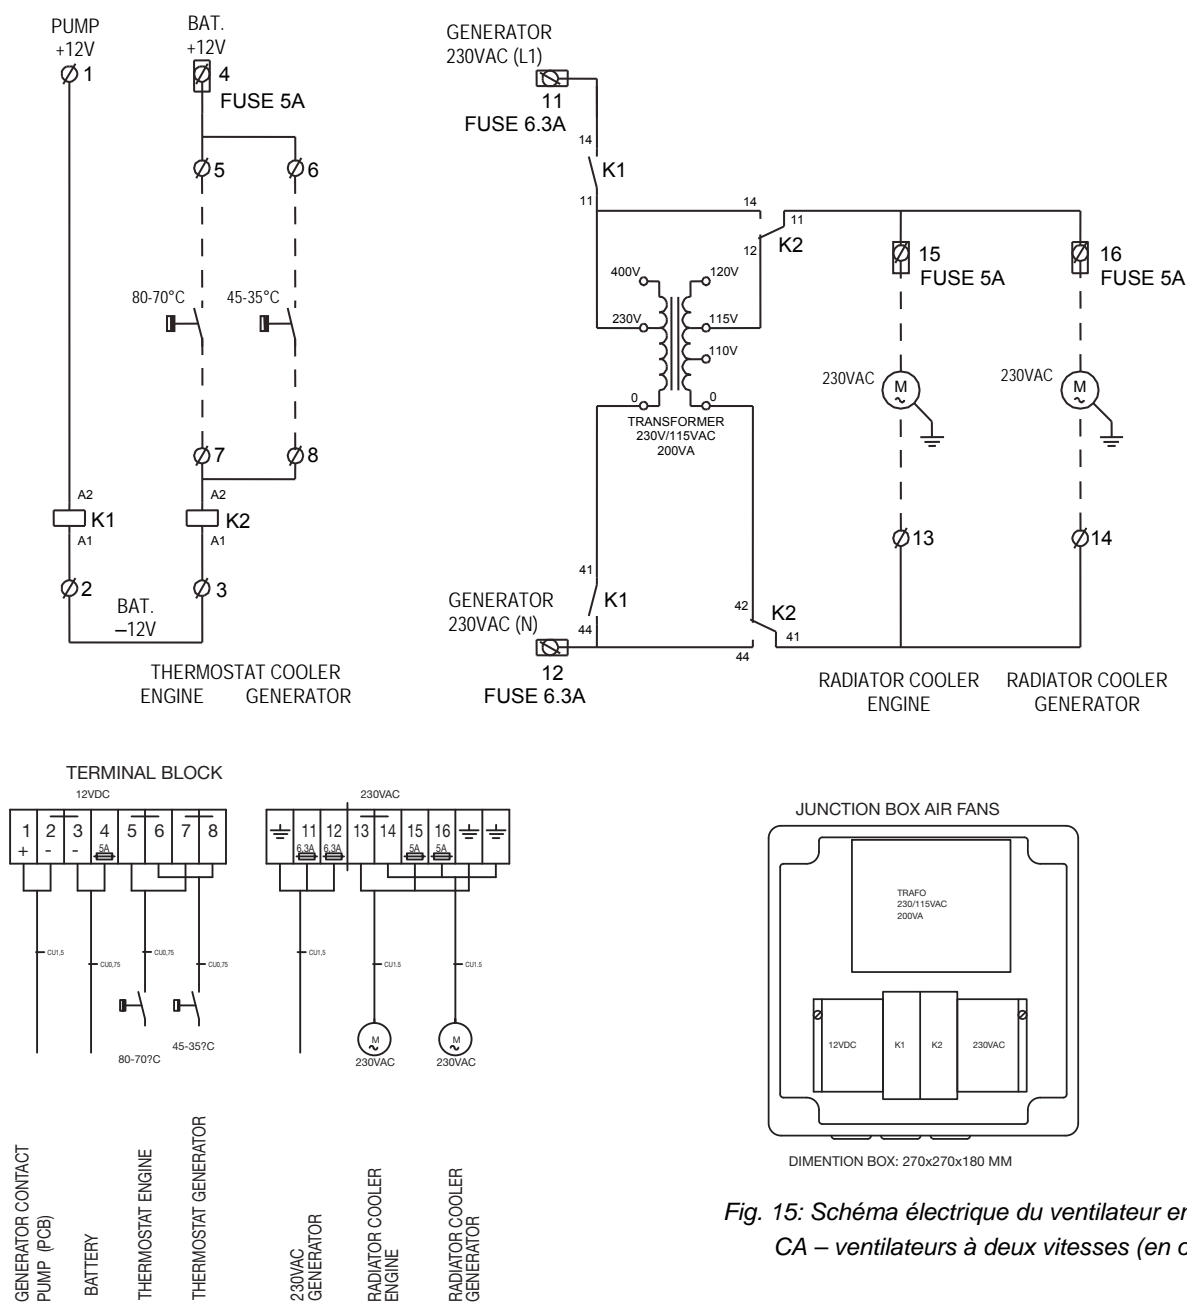 PUMP
+12V
1
BAT.
+12V
4
FUSE 5A
5
6
80-70°C
45-35°C
7
8
A2
K1
A1
A2
K2
A1
2
3
BAT.
–12V
THERMOSTAT COOLER
ENGINE GENERATOR
GENERATOR
230VAC (L1)
11
FUSE 6.3A
14
K1
11
14
11
12
K2
400V
120V
230V
115V
110V
0
0
TRANSFORMER
230V/115VAC
200VA
15
FUSE 5A
16
FUSE 5A
230VAC
M
~
230VAC
M
~
13
14
41
K1
44
GENERATOR
230VAC (N)
12
FUSE 6.3A
42
K2
41
44
RADIATOR COOLER
ENGINE
RADIATOR COOLER
GENERATOR
TERMINAL BLOCK
12VDC
1 2 3 4 5 6 7 8
+ - - 5A
CU1,5
CU0,75
CU0,75
CU0,75
80-70?C
45-35?C
GENERATOR CONTACT
PUMP (PCB)
BATTERY
THERMOSTAT ENGINE
THERMOSTAT GENERATOR
230VAC
11 12 13 14 15 16
6.3A 6.3A 5A 5A
CU1,5
CU1.5
CU1.5
M
~
230VAC
M
~
230VAC
230VAC
GENERATOR
RADIATOR COOLER
ENGINE
RADIATOR COOLER
GENERATOR
JUNCTION BOX AIR FANS
TRAFO
230/115VAC
200VA
12VDC
K1
K2
230VAC
DIMENTION BOX: 270x270x180 MM
Fig. 15: Schéma électrique du ventilateur en
CA – ventilateurs à deux vitesses (en o